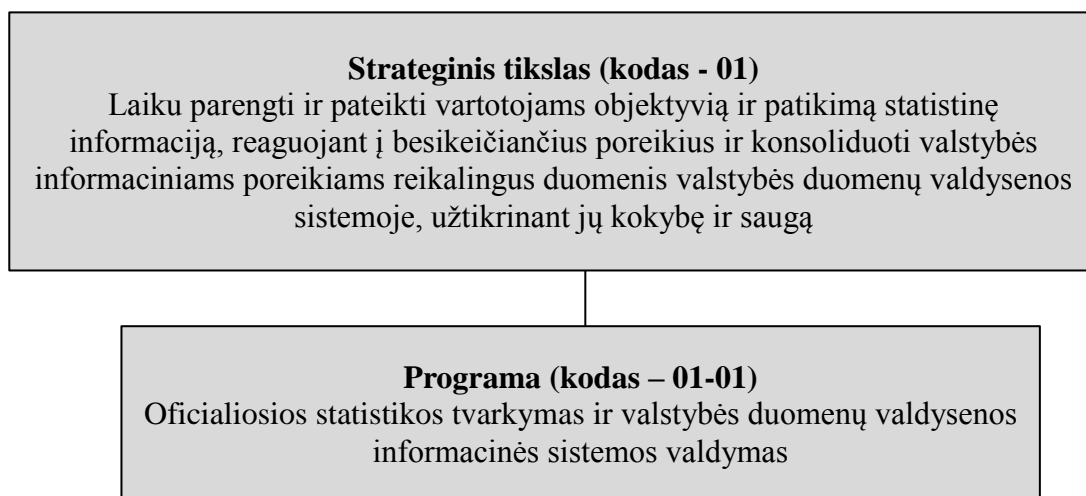 Strateginis tikslas (kodas - 01)
Laiku parengti ir pateikti vartotojams objektyvią ir patikimą statistinę
informaciją, reaguojant į besikeičiančius poreikius ir konsoliduoti valstybės
informaciniams poreikiams reikalingus duomenis valstybės duomenų valdysenos
sistemoje, užtikrinant jų kokybę ir saugą
Programa (kodas – 01-01)
Oficialiosios statistikos tvarkymas ir valstybės duomenų valdysenos
informacinės sistemos valdymas